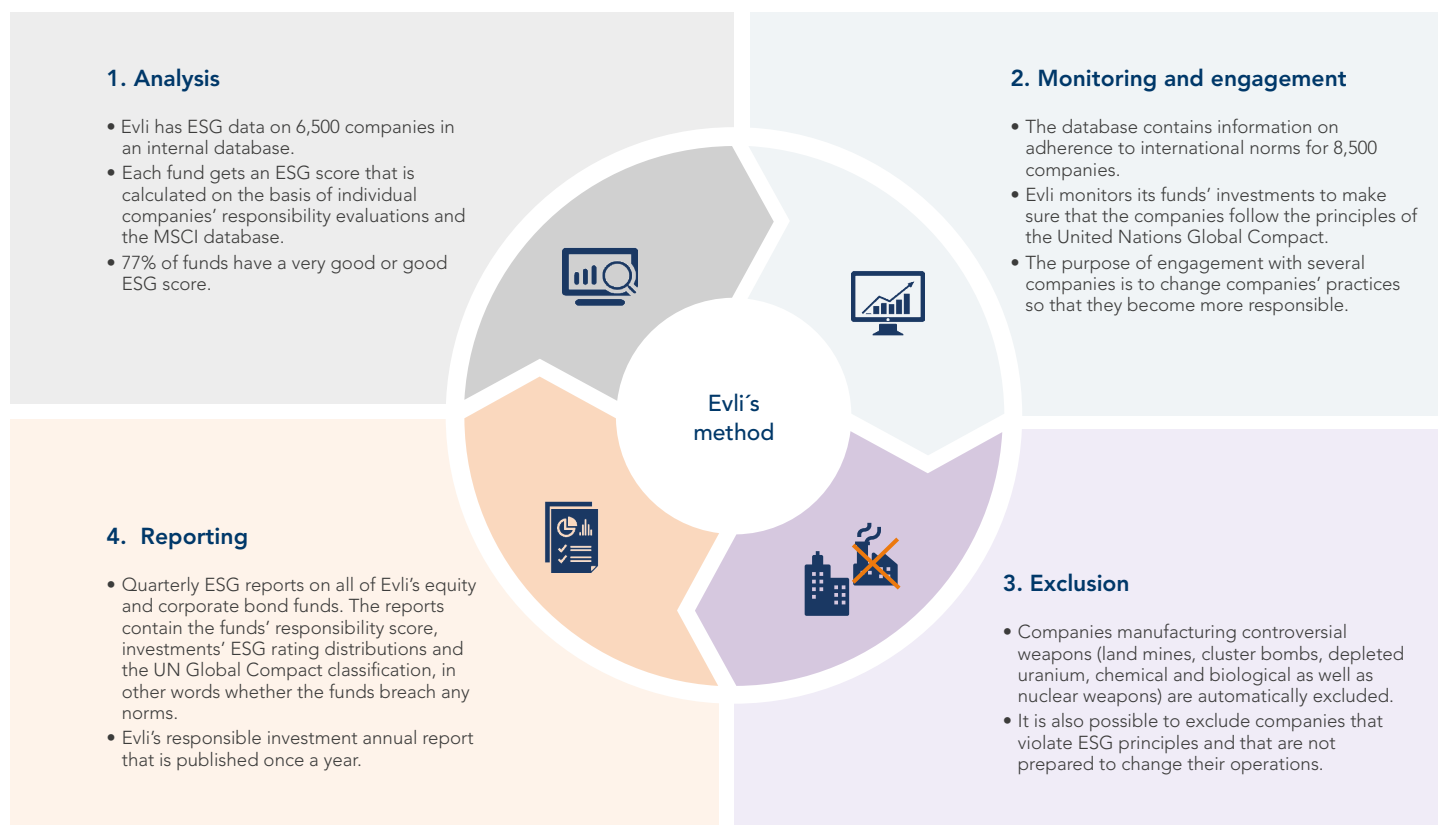 1. Analysis
• Evli has ESG data on 6,500 companies in
an internal database.
• Each fund gets an ESG score that is
calculated on the basis of individual
companies’ responsibility evaluations and
the MSCI database.
• 77% of funds have a very good or good
ESG score.
2. Monitoring and engagement
• The database contains information on
adherence to international norms for 8,500
companies.
• Evli monitors its funds’ investments to make
sure that the companies follow the principles of
the United Nations Global Compact.
• The purpose of engagement with several
companies is to change companies’ practices
so that they become more responsible.
Evli´s
method
4. Reporting
• Quarterly ESG reports on all of Evli’s equity
and corporate bond funds. The reports
contain the funds’ responsibility score,
investments’ ESG rating distributions and
the UN Global Compact classification, in
other words whether the funds breach any
norms.
• Evli’s responsible investment annual report
that is published once a year.
3. Exclusion
• Companies manufacturing controversial
weapons (land mines, cluster bombs, depleted
uranium, chemical and biological as well as
nuclear weapons) are automatically excluded.
• It is also possible to exclude companies that
violate ESG principles and that are not
prepared to change their operations.